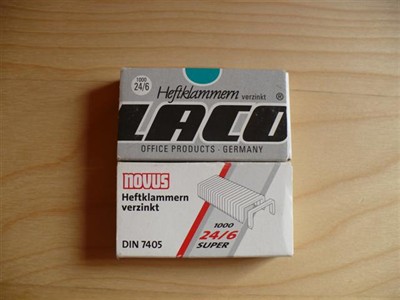 1000
24/6
Heftklammern verzinkt
LACO ®
OFFICE PRODUCTS · GERMANY
novus
Heftklammern
verzinkt
1000
24/6
SUPER
DIN 7405